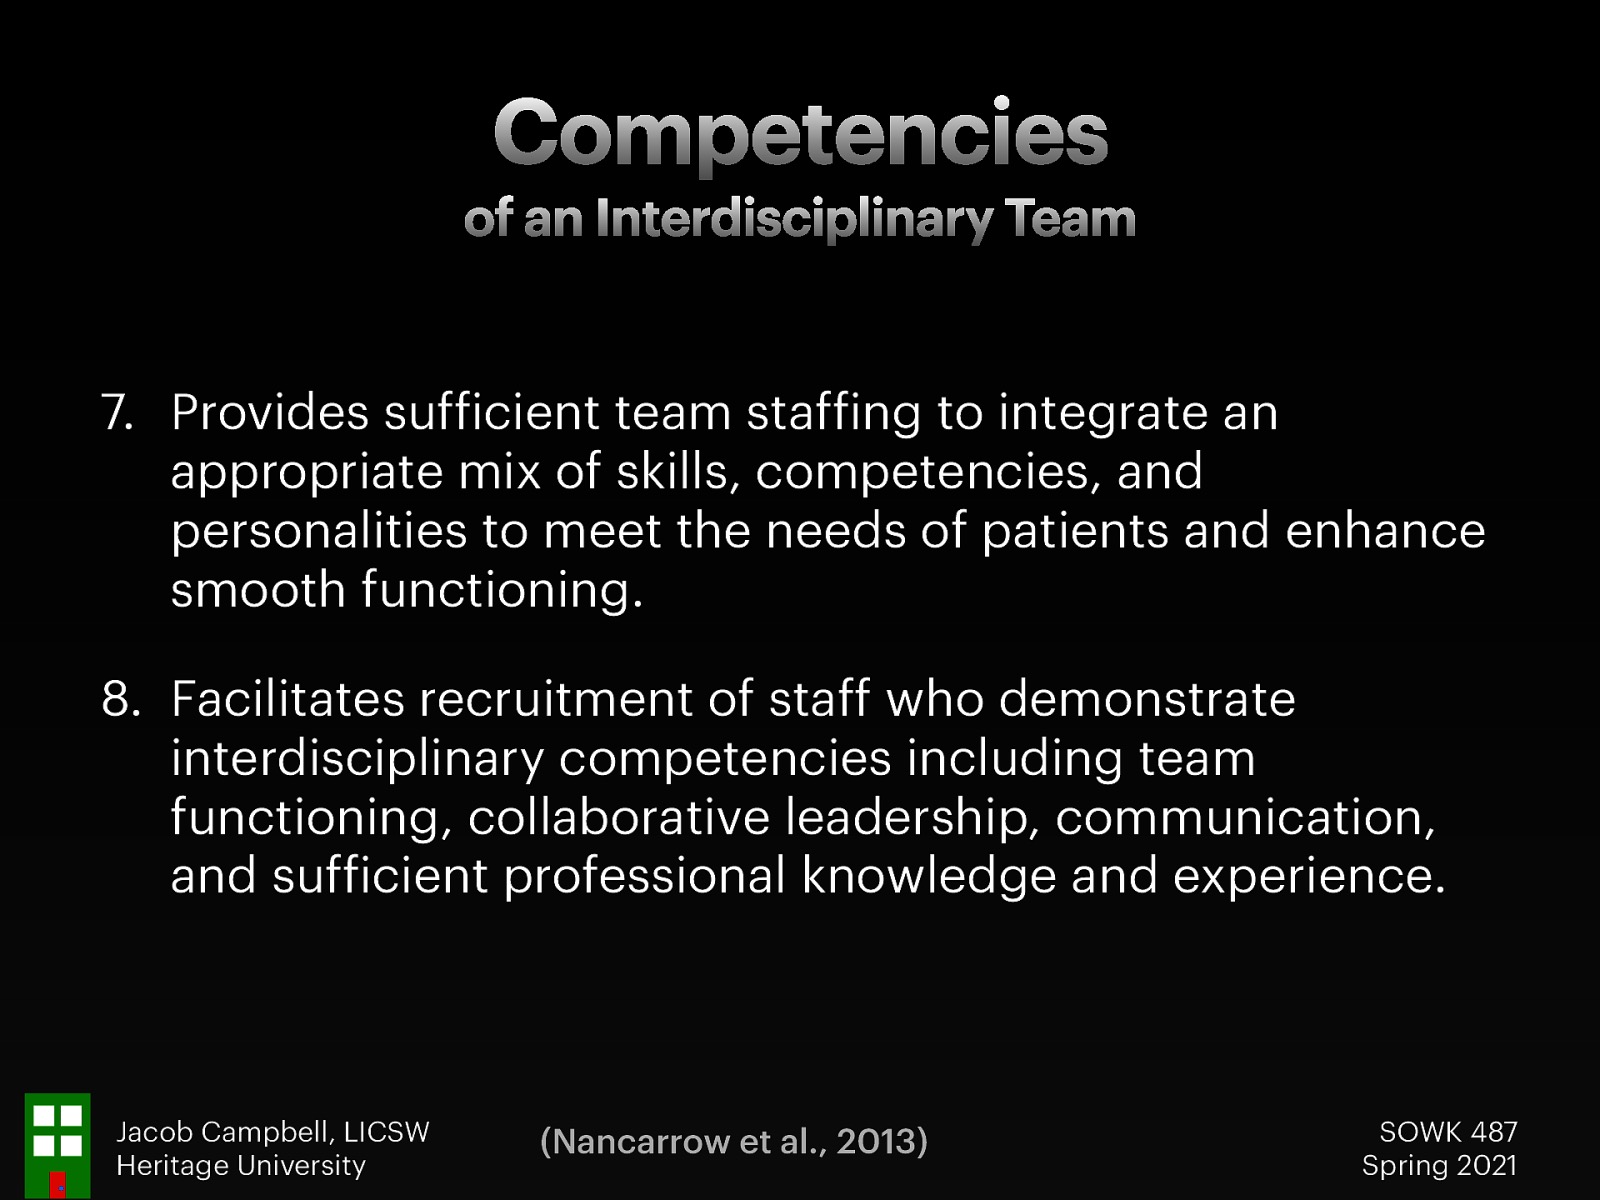 Competencies
of an Interdisciplinary Team
7. Provides sufficient team staffing to integrate an
appropriate mix of skills, competencies, and
personalities to meet the needs of patients and enhance
smooth functioning.
8. Facilitates recruitment of staff who demonstrate
interdisciplinary competencies including team
functioning, collaborative leadership, communication,
and sufficient professional knowledge and experience.
Jacob Campbell, LICSW
Heritage University
(Nancarrow et al., 2013)
SOWK 487
Spring 2021